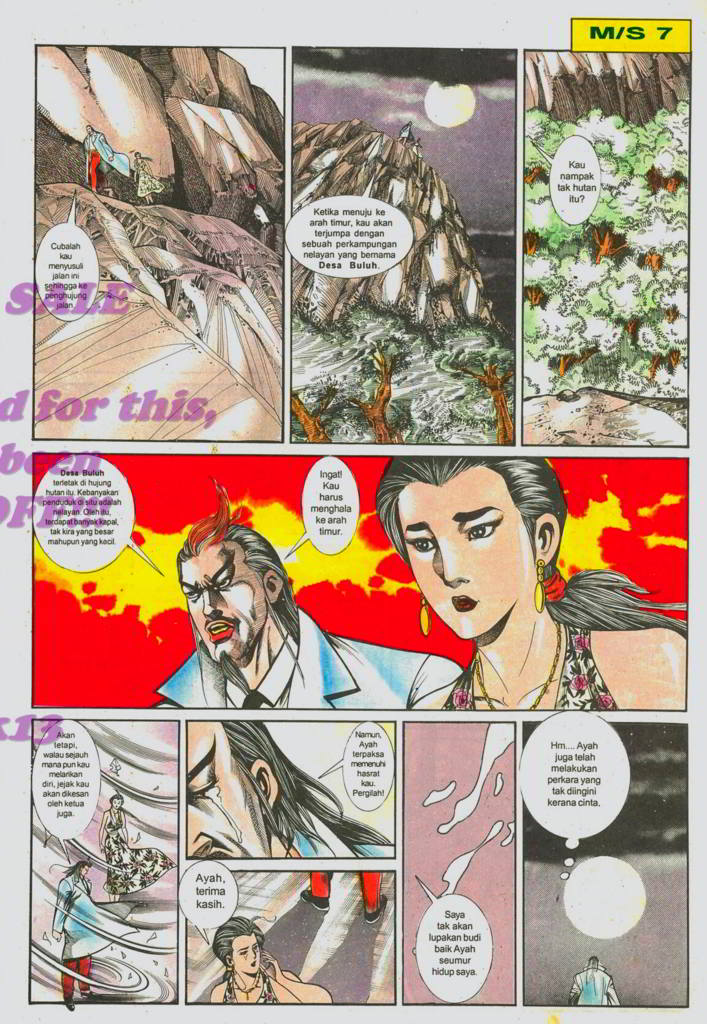 M/S 7
Cubalah
kau
menyusuli
jalan ini
sehingga ke
penghujung
jalan.
Ketika menuju ke
arah timur, kau akan
terjumpa dengan
sebuah perkampungan
nelayan yang bernama
Desa Buluh.
Kau
nampak
tak hutan
itu?
SALE
d for this,
been
Desa Buluh
terletak di hujung
hutan itu. Kebanyakan
penduduk di situ adalah
nelayan. Oleh itu,
terdapat banyak kapal,
tak kira yang besar
mahupun yang kecil.
Ingat!
Kau
harus
menghala
ke arah
timur.
Akan
tetapi,
walau sejauh
mana pun kau
melarikan
diri, jejak kau
akan dikesan
oleh ketua
juga.
Namun,
Ayah
terpaksa
memenuhi
hasrat
kau.
Pergilah!
Ayah,
terima
kasih.
Saya
tak akan
lupakan budi
baik Ayah
seumur
hidup saya.
Hm.... Ayah
juga telah
melakukan
perkara yang
tak diingini
kerana cinta.